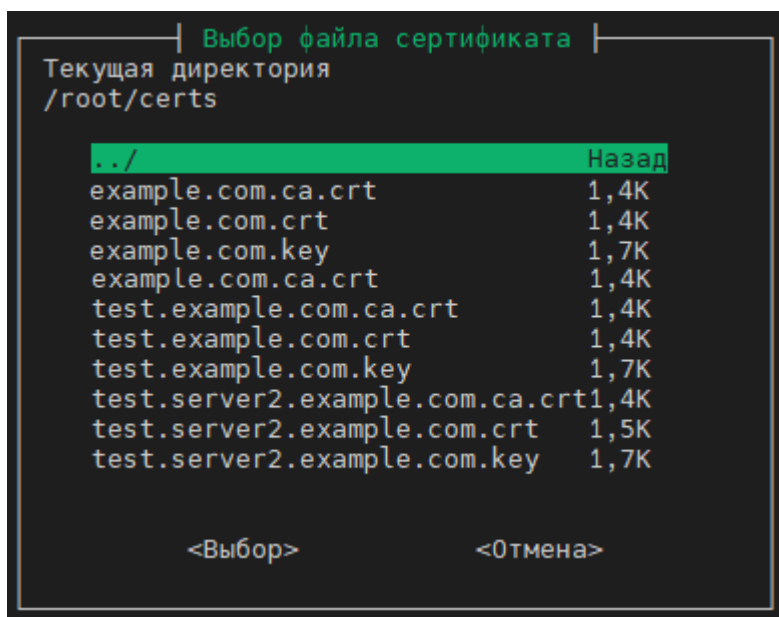 Выбор файла сертификата
Текущая директория
/root/certs
../ Назад
example.com.ca.crt 1,4K
example.com.crt 1,4K
example.com.key 1,7K
example.com.ca.crt 1,4K
test.example.com.ca.crt 1,4K
test.example.com.crt 1,4K
test.example.com.key 1,7K
test.server2.example.com.ca.crt1,4K
test.server2.example.com.crt 1,5K
test.server2.example.com.key 1,7K
<Выбор> <Отмена>